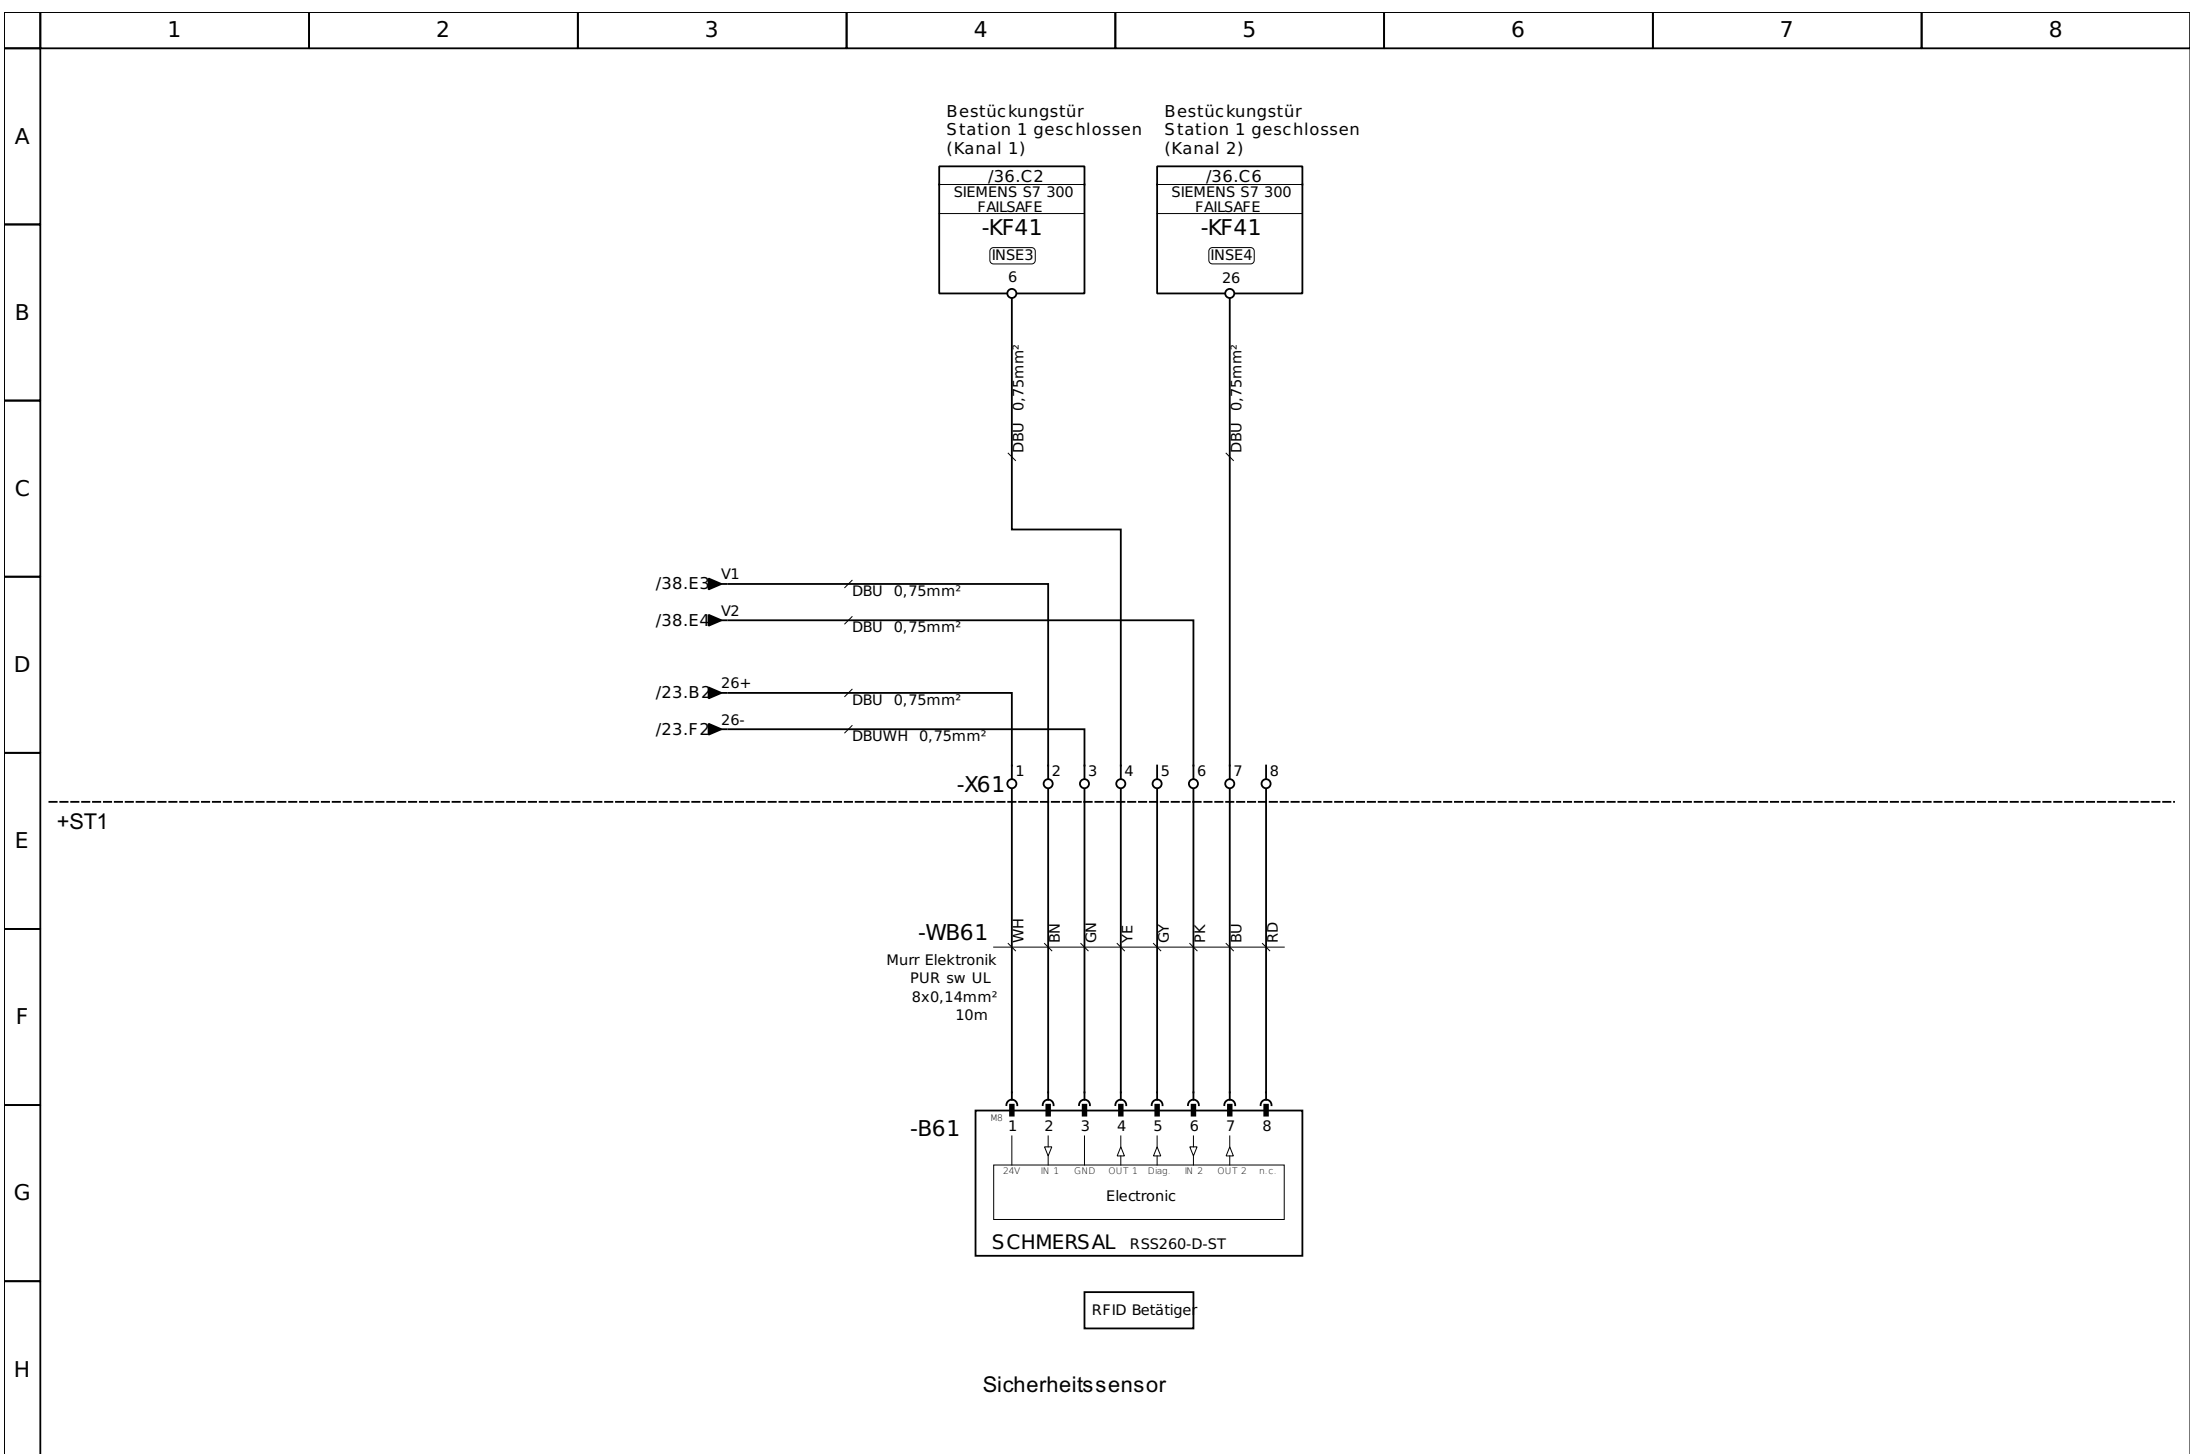 1 2 3 4 5 6 7 8
A
B
C
D
E
F
G
H
Bestückungstür
Station 1 geschlossen
(Kanal 1)
/36.C2
SIEMENS S7 300
FAILSAFE
-KF41
INSE3
6
DBU 0,75mm²
Bestückungstür
Station 1 geschlossen
(Kanal 2)
/36.C6
SIEMENS S7 300
FAILSAFE
-KF41
INSE4
26
DBU 0,75mm²
/38.E3 V1 DBU 0,75mm²
/38.E4 V2 DBU 0,75mm²
/23.B2 26+ DBU 0,75mm²
/23.F2 26- DBUWH 0,75mm²
-X61 1 2 3 4 5 6 7 8
+ST1
-WB61 WH BN GN YE GY PK BU RD
Murr Elektronik
PUR sw UL
8x0,14mm²
10m
-B61 M8 1 2 3 4 5 6 7 8
24V IN 1 GND OUT 1 Diag. IN 2 OUT 2 n.c.
Electronic
SCHMERSAL RSS260-D-ST
RFID Betätiger
Sicherheitssensor